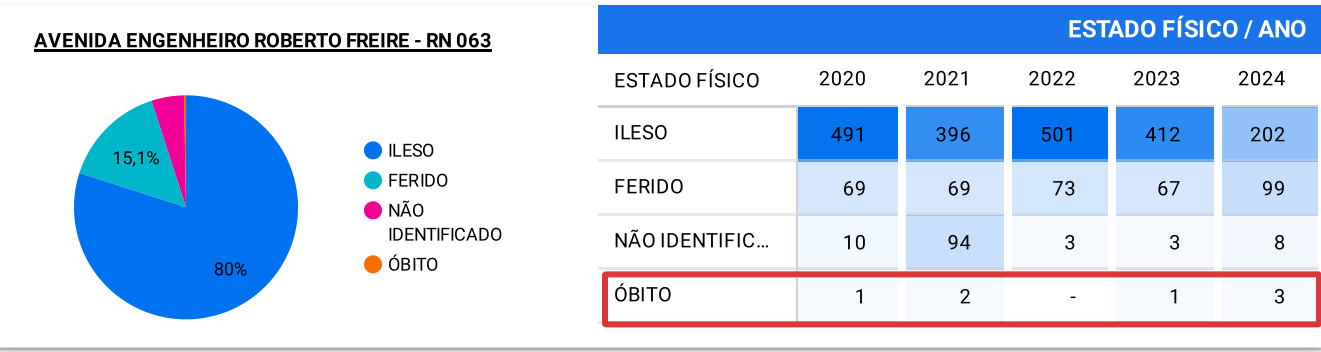 AVENIDA ENGENHEIRO ROBERTO FREIRE - RN 063
15,1%
80%
ILESO
FERIDO
NÃO
IDENTIFICADO
ÓBITO
ESTADO FÍSICO / ANO
ESTADO FÍSICO 2020 2021 2022 2023 2024
ILESO 491 396 501 412 202
FERIDO 69 69 73 67 99
NÃO IDENTIFIC... 10 94 3 3 8
ÓBITO 1 2 - 1 3